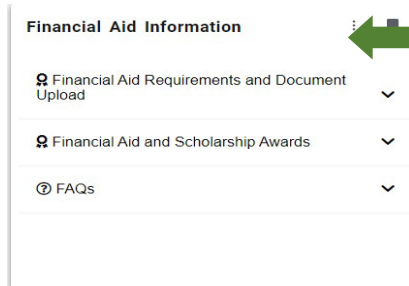 Financial Aid Information
Financial Aid Requirements and Document
Upload
Financial Aid and Scholarship Awards
FAQs